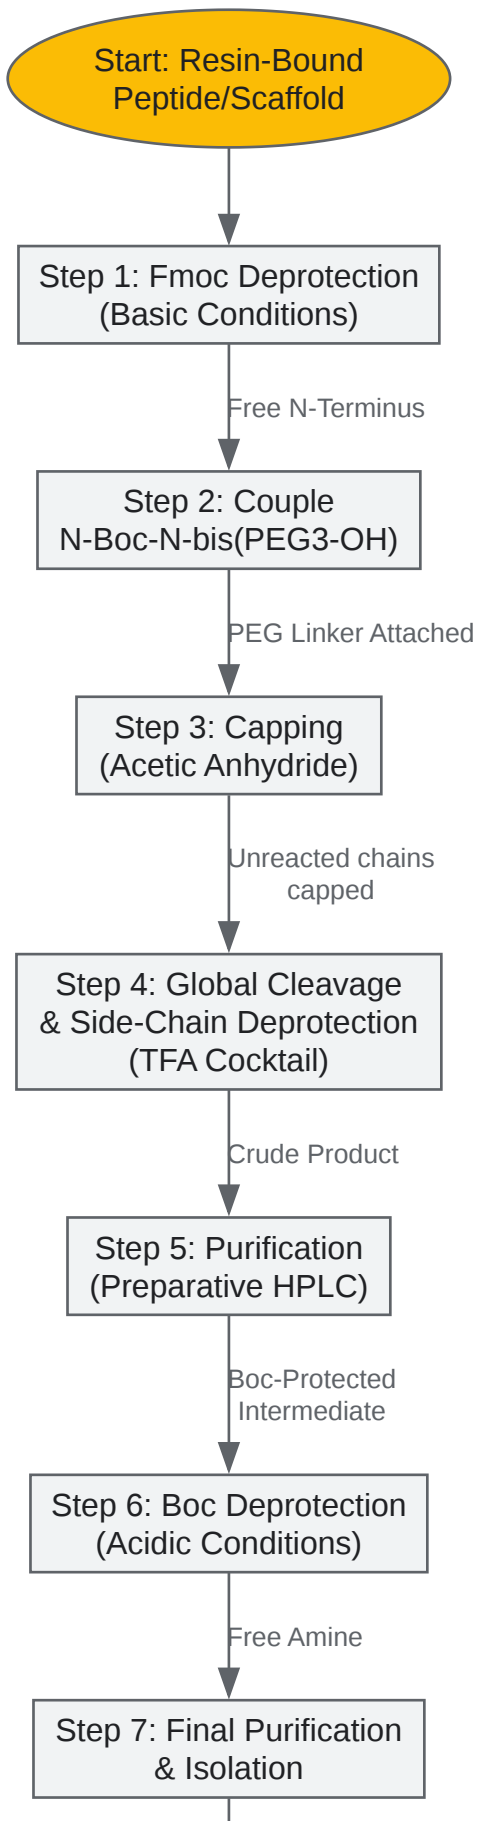 Start: Resin-Bound
Peptide/Scaffold
Step 1: Fmoc Deprotection
(Basic Conditions)
Free N-Terminus
Step 2: Couple
N-Boc-N-bis(PEG3-OH)
PEG Linker Attached
Step 3: Capping
(Acetic Anhydride)
Unreacted chains
capped
Step 4: Global Cleavage
& Side-Chain Deprotection
(TFA Cocktail)
Crude Product
Step 5: Purification
(Preparative HPLC)
Boc-Protected
Intermediate
Step 6: Boc Deprotection
(Acidic Conditions)
Free Amine
Step 7: Final Purification
& Isolation